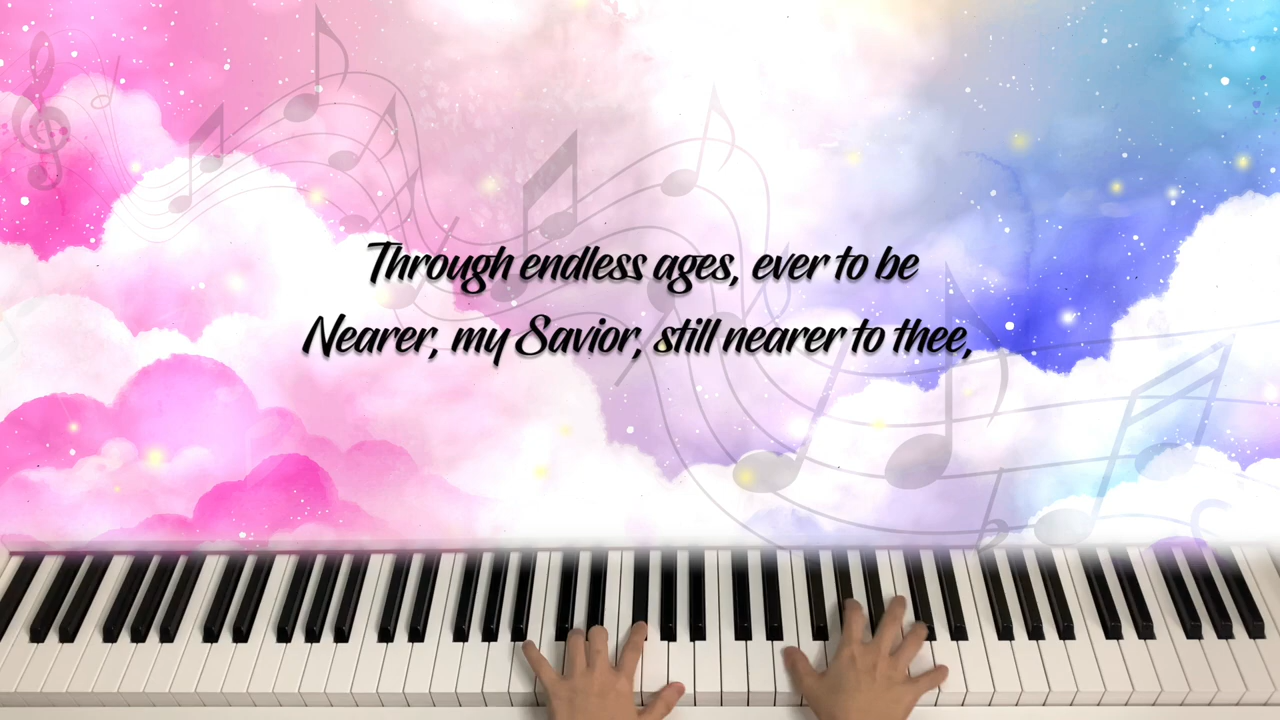 Through endless ages, ever to be
Nearer, my Savior, still nearer to thee,